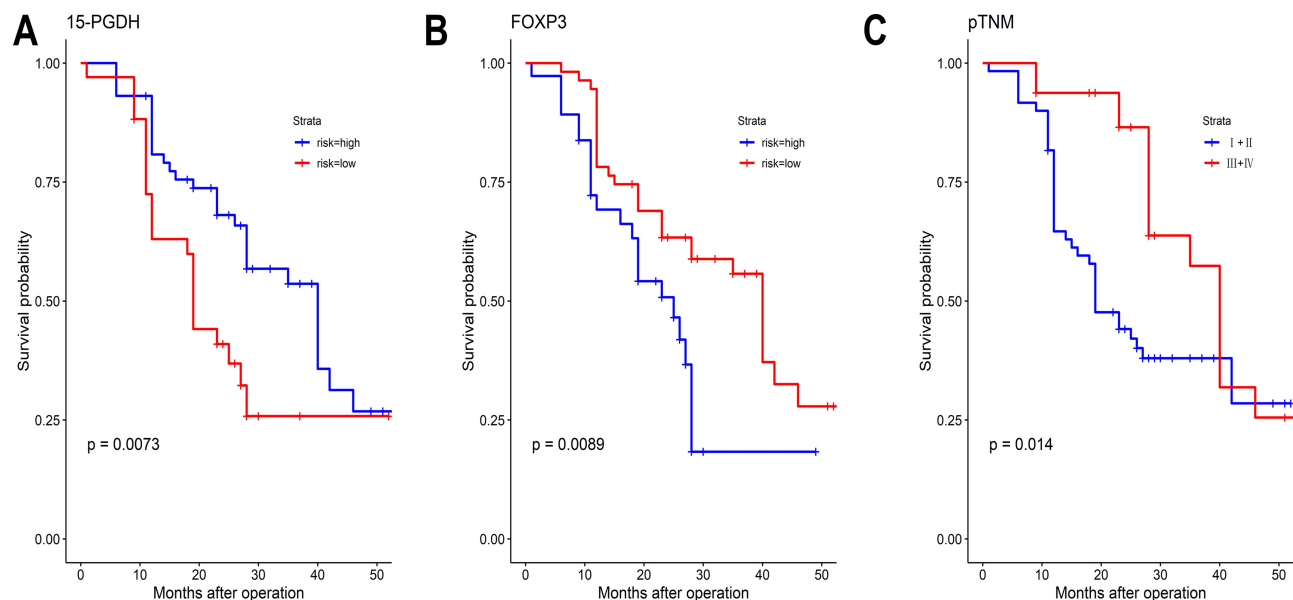 A
15-PGDH
Survival probability
1.00
0.75
0.50
0.25
0.00
Strata
risk=high
risk=low
p = 0.0073
0 10 20 30 40 50
Months after operation
B
FOXP3
Survival probability
1.00
0.75
0.50
0.25
0.00
Strata
risk=high
risk=low
p = 0.0089
0 10 20 30 40 50
Months after operation
C
pTNM
Survival probability
1.00
0.75
0.50
0.25
0.00
Strata
Ⅰ+Ⅱ
Ⅲ+Ⅳ
p = 0.014
0 10 20 30 40 50
Months after operation